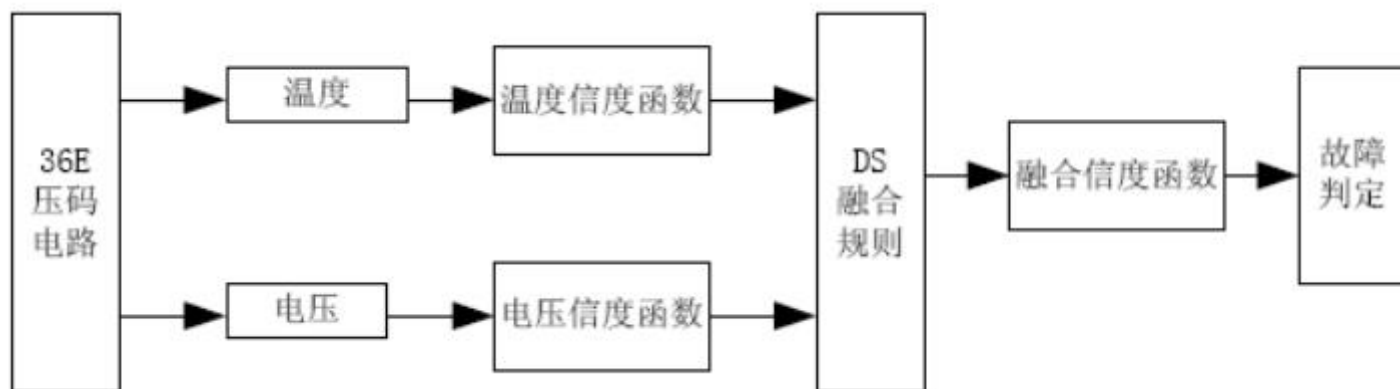 36E
压码
电路
温度
温度信度函数
电压
电压信度函数
DS
融合
规则
融合信度函数
故障
判定